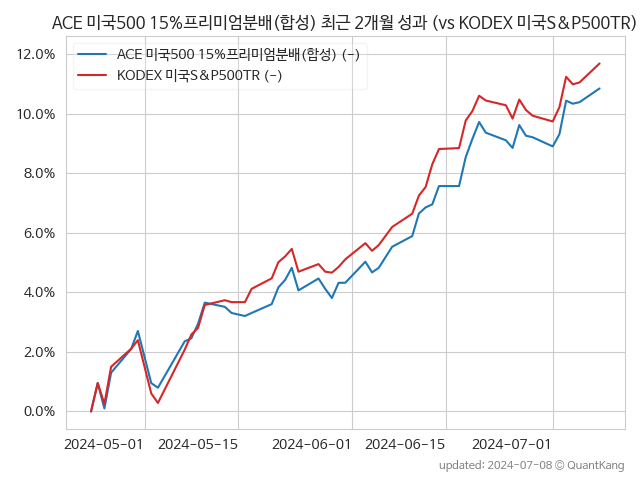 ACE 미국500 15%프리미엄분배(합성) 최근 2개월 성과 (vs KODEX 미국S&P500TR)
ACE 미국500 15%프리미엄분배(합성) (-)
KODEX 미국S&P500TR (-)
12.0%
10.0%
8.0%
6.0%
4.0%
2.0%
0.0%
2024-05-01 2024-05-15 2024-06-01 2024-06-15 2024-07-01
updated: 2024-07-08 © QuantKang